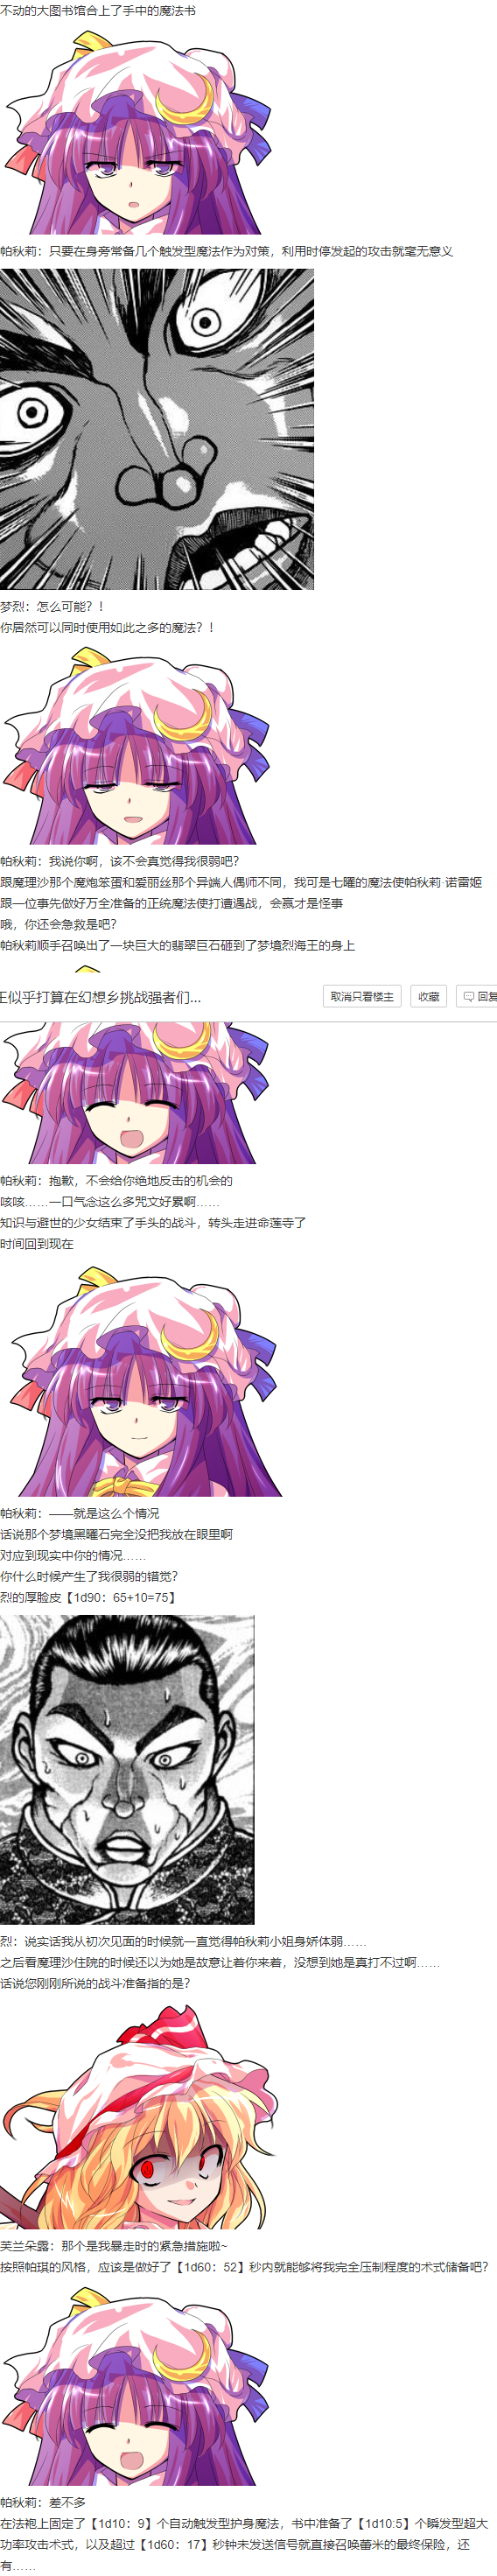 不动的大图书馆合上了手中的魔法书
帕秋莉：只要在身旁常备几个触发型魔法作为对策，利用时停发起的攻击就毫无意义
梦烈：怎么可能？！
你居然可以同时使用如此之多的魔法？！
帕秋莉：我说你啊，该不会真觉得我很弱吧？
跟魔理沙那个魔炮笨蛋和爱丽丝那个异端人偶师不同，我可是七曜的魔法使帕秋莉·诺雷姬
跟一位事先做好万全准备的正统魔法使打遭遇战，会赢才是怪事
哦，你还会急救是吧？
帕秋莉顺手召唤出了一块巨大的翡翠巨石砸到了梦境烈海王的身上
王似乎打算在幻想乡挑战强者们...
取消只看楼主 收藏 回复
帕秋莉：抱歉，不会给你绝地反击的机会的
咳咳……一口气念这么多咒文好累啊……
知识与避世的少女结束了手头的战斗，转头走进命莲寺了
时间回到现在
帕秋莉：——就是这么个情况
话说那个梦境黑曜石完全没把我放在眼里啊
对应到现实中你的情况……
你什么时候产生了我很弱的错觉？
烈的厚脸皮【1d90：65+10=75】
烈：说实话我从初次见面的时候就一直觉得帕秋莉小姐身娇体弱……
之后看魔理沙住院的时候还以为她是故意让着你来着，没想到她是真打不过啊……
话说您刚刚所说的战斗准备指的是？
芙兰朵露：那个是我暴走时的紧急措施啦~
按照帕琪的风格，应该是做好了【1d60：52】秒内就能够将我完全压制程度的术式储备吧？
帕秋莉：差不多
在法袍上固定了【1d10：9】个自动触发型护身魔法，书中准备了【1d10:5】个瞬发型超大
功率攻击术式，以及超过【1d60：17】秒钟未发送信号就直接召唤蕾米的最终保险，还
有……